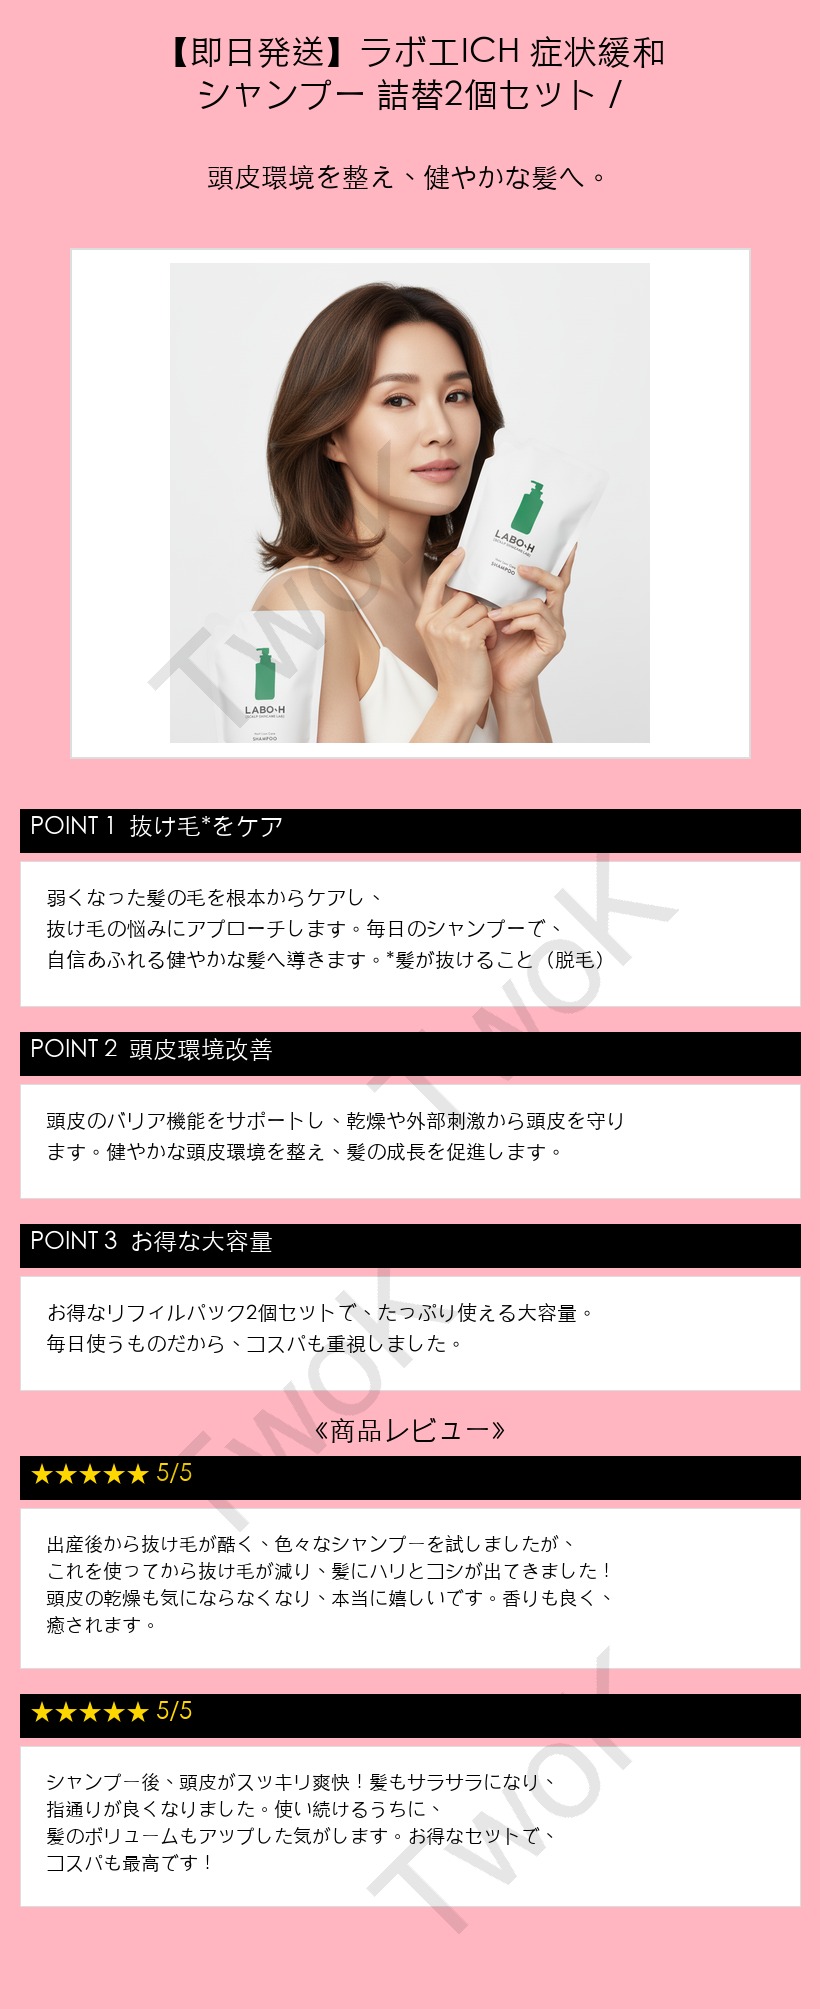 【即日発送】ラボエICH 症状緩和
シャンプー 詰替2個セット /
頭皮環境を整え、健やかな髪へ。
LABO-H
SHAMPOO
LABO-H
SHAMPOO
POINT 1 抜け毛*をケア
弱くなった髪の毛を根本からケアし、
抜け毛の悩みにアプローチします。毎日のシャンプーで、
自信あふれる健やかな髪へ導きます。*髪が抜けること（脱毛）
POINT 2 頭皮環境改善
頭皮のバリア機能をサポートし、乾燥や外部刺激から頭皮を守り
ます。健やかな頭皮環境を整え、髪の成長を促進します。
POINT 3 お得な大容量
お得なリフィルパック2個セットで、たっぷり使える大容量。
毎日使うものだから、コスパも重視しました。
《商品レビュー》
★★★★★ 5/5
出産後から抜け毛が酷く、色々なシャンプーを試しましたが、
これを使ってから抜け毛が減り、髪にハリとコシが出てきました！
頭皮の乾燥も気にならなくなり、本当に嬉しいです。香りも良く、
癒されます。
★★★★★ 5/5
シャンプー後、頭皮がスッキリ爽快！髪もサラサラになり、
指通りが良くなりました。使い続けるうちに、
髪のボリュームもアップした気がします。お得なセットで、
コスパも最高です！
TwoK
TwoK
TwoK
TwoK